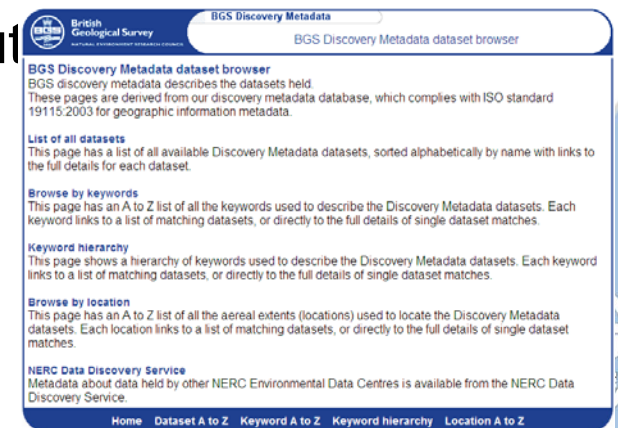 BGS Discovery Metadata
British
Geological Survey
NATURAL ENVIRONMENT RESEARCH COUNCIL
BGS
BGS Discovery Metadata dataset browser
BGS Discovery Metadata dataset browser
BGS discovery metadata describes the datasets held.
These pages are derived from our discovery metadata database, which complies with ISO standard
19115:2003 for geographic information metadata.
List of all datasets
This page has a list of all available Discovery Metadata datasets, sorted alphabetically by name with links to
the full details for each dataset.
Browse by keywords
This page has an A to Z list of all the keywords used to describe the Discovery Metadata datasets. Each
keyword links to a list of matching datasets, or directly to the full details of single dataset matches.
Keyword hierarchy
This page shows a hierarchy of keywords used to describe the Discovery Metadata datasets. Each keyword
links to a list of matching datasets, or directly to the full details of single dataset matches.
Browse by location
This page has an A to Z list of all the aereal extents (locations) used to locate the Discovery Metadata
datasets. Each location links to a list of matching datasets, or directly to the full details of single dataset
matches.
NERC Data Discovery Service
Metadata about data held by other NERC Environmental Data Centres is available from the NERC Data
Discovery Service.
Home Dataset A to Z Keyword A to Z Keyword hierarchy Location A to Z